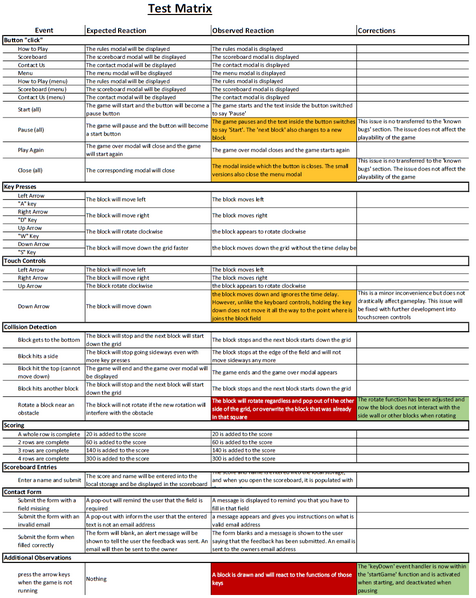 Test Matrix
Event Expected Reaction Observed Reaction Corrections
Button "click"
How to Play The rules modal will be displayed The rules modal is displayed
Scoreboard The scoreboard modal will be displayed The scoreboard modal is displayed
Contact Us The contact modal will be displayed The contact modal is displayed
Menu The menu modal will be displayed The menu modal is displayed
How to Play (menu) The rules modal will be displayed The rules modal is displayed
Scoreboard (menu) The scoreboard modal will be displayed The scoreboard modal is displayed
Contact Us (menu) The contact modal will be displayed The contact modal is displayed
Start (all) The game will start and the button will become a The game starts and the text inside the button switched
pause button to say 'Pause'
Pause (all) The game will pause and the button will become The game pauses and the text inside the button switches This issue is no transferred to the 'known
a start button to say 'Start'. The 'next block' also changes to a new bugs' section. The issue does not affect the
block playability of the game
Play Again The game over modal will close and the game The game over modal closes and the game starts again
will start again
Close (all) The corresponding modal will close The modal inside which the button is closes. The small This issue is no transferred to the 'known
versions also close the menu modal bugs' section. The issue does not affect the
playability of the game
Key Presses
Left Arrow The block will move left The block moves left
"A" key
Right Arrow The block will move right The block moves right
"D" Key
Up Arrow The block will rotate clockwise the block appears to rotate clockwise
"W" Key
Down Arrow The block will move down the grid faster the block moves down the grid without the time delay be
"S" Key
Touch Controls
Left Arrow The block will move left The block moves left
Right Arrow The block will move right The block moves right
Up Arrow The block rotate clockwise the block appears to rotate clockwise
Down Arrow The block will move down the block moves down and ignores the time delay. This is a minor inconvenience but does not
However, unlike the keyboard controls, holding the key drastically affect gameplay. This issue will
down does not move it all the way to the point where is be fixed with further development into
joins the block field touchscreen controls
Collision Detection
Block gets to the bottom The block will stop and the next block will start The block stops and the next block starts down the grid
down the grid
Block hits a side The block will stop going sideways even with The block stops at the edge of the field and will not
more key presses move sideways any more
Block hit the top (cannot The game will end and the game over modal will The game ends and the game over modal appears
move down) be displayed
Block hits another block The block will stop and the next block will start The block stops and the next block starts down the grid
down the grid
Rotate a block near an The block will not rotate if the new rotation will The block will rotate regardless and pop out of the other The rotate function has been adjusted and
obstacle interfere with the obstacle side of the grid, or overwrite the block that was already now the block does not interact with the
in that square side wall or other blocks when rotating
Scoring
A whole row is complete 20 is added to the score 20 is added to the score
2 rows are complete 60 is added to the score 60 is added to the score
3 rows are complete 140 is added to the score 140 is added to the score
4 rows are complete 300 is added to the score 300 is added to the score
Scoreboard Entries
Enter a name and submit The score and name will be entered into the
local storage and be displayed in the scoreboard and when you open the scoreboard, it is populated with
Contact Form
Submit the form with a A pop-out will remind the user that the field is A message is displayed to remind you that you have to
field missing required fill in that field
Submit the form with an A pop-out with inform the user that the entered a message appears and gives you instructions on what is
invalid email text is not an email address valid email address
Submit the form when The form will blank, an alert message will be The form blanks and a message is shown to the user
filled correctly shown to tell the user the feedback was sent. An saying that the feedback has been submitted. An email is
email will then be sent to the owner sent to the owners email address
Additional Observations
press the arrow keys Nothing A block is drawn and will react to the functions of those The 'keyDown' event handler is now within
when the game is not keys the 'startGame' function and is activated
running when starting, and deactivated when
pausing